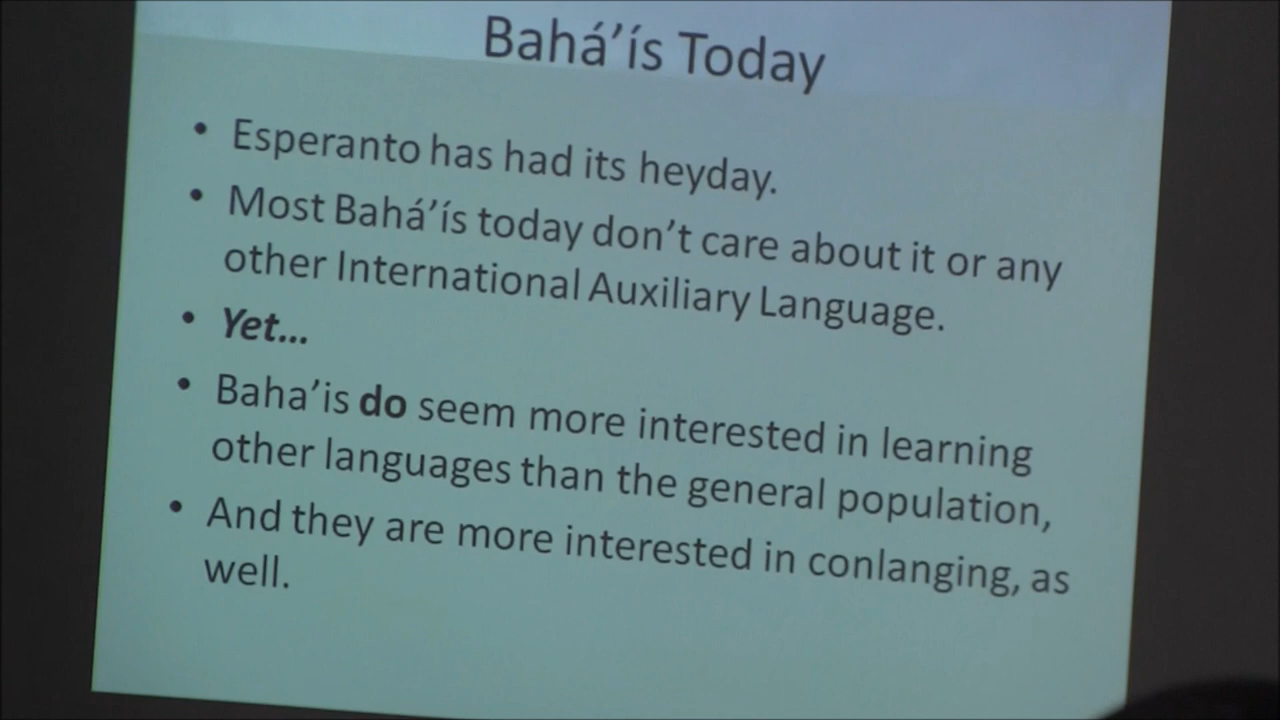 Bahá’ís Today
• Esperanto has had its heyday.
• Most Bahá’ís today don’t care about it or any
other International Auxiliary Language.
• Yet...
• Baha’is do seem more interested in learning
other languages than the general population,
• And they are more interested in conlanging, as
well.